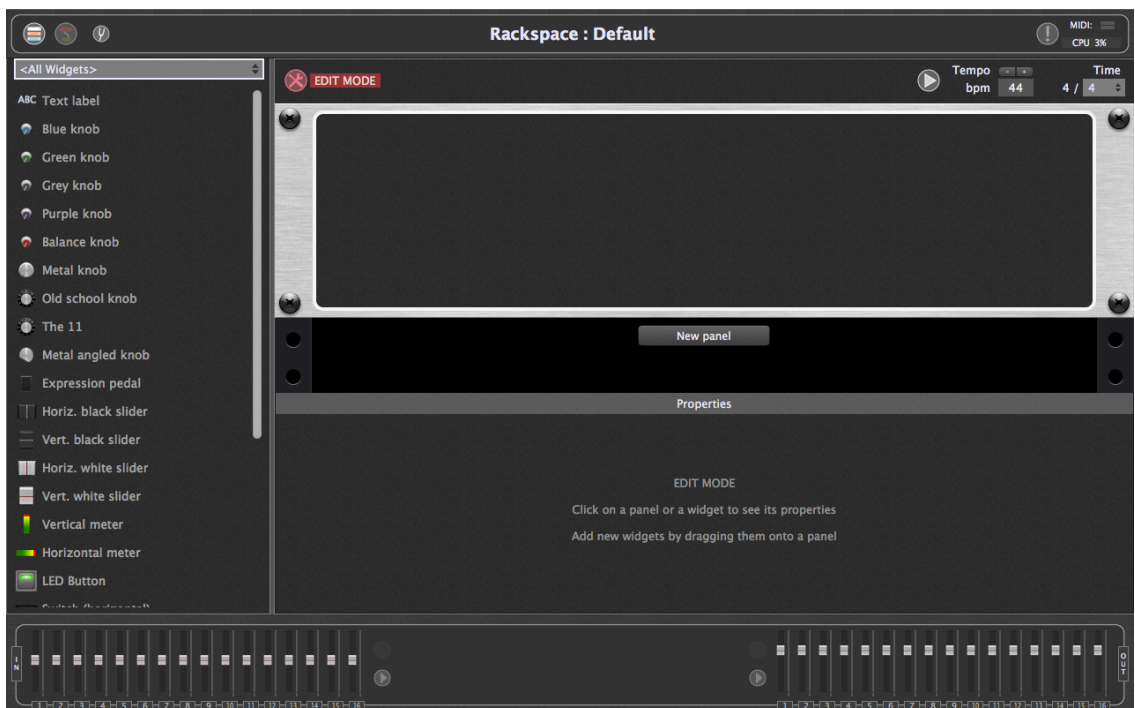 Rackspace : Default
MIDI:
CPU 3%
<All Widgets>
EDIT MODE
Tempo
Time
bpm 44
4 / 4
ABC Text label
Blue knob
Green knob
Grey knob
Purple knob
Balance knob
Metal knob
Old school knob
The 11
Metal angled knob
Expression pedal
Horiz. black slider
Vert. black slider
Horiz. white slider
Vert. white slider
Vertical meter
Horizontal meter
LED Button
Switch (horizontal)
New panel
Properties
EDIT MODE
Click on a panel or a widget to see its properties
Add new widgets by dragging them onto a panel
IN
1 2 3 4 5 6 7 8 9 10 11 12 13 14 15 16
1 2 3 4 5 6 7 8 9 10 11 12 13 14 15 16
OUT